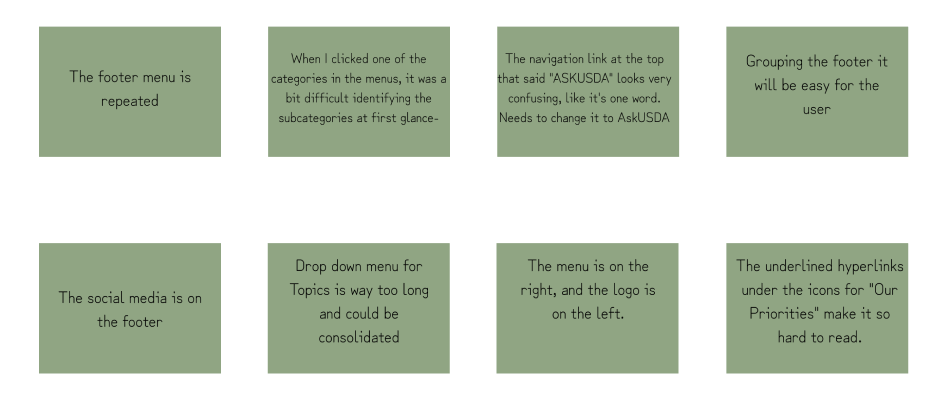 The footer menu is
repeated
When I clicked one of the
categories in the menus, it was a
bit difficult identifying the
subcategories at first glance-
The navigation link at the top
that said "ASKUSDA" looks very
confusing, like it's one word.
Needs to change it to AskUSDA
Grouping the footer it
will be easy for the
user
The social media is on
the footer
Drop down menu for
Topics is way too long
and could be
consolidated
The menu is on the
right, and the logo is
on the left.
The underlined hyperlinks
under the icons for "Our
Priorities" make it so
hard to read.